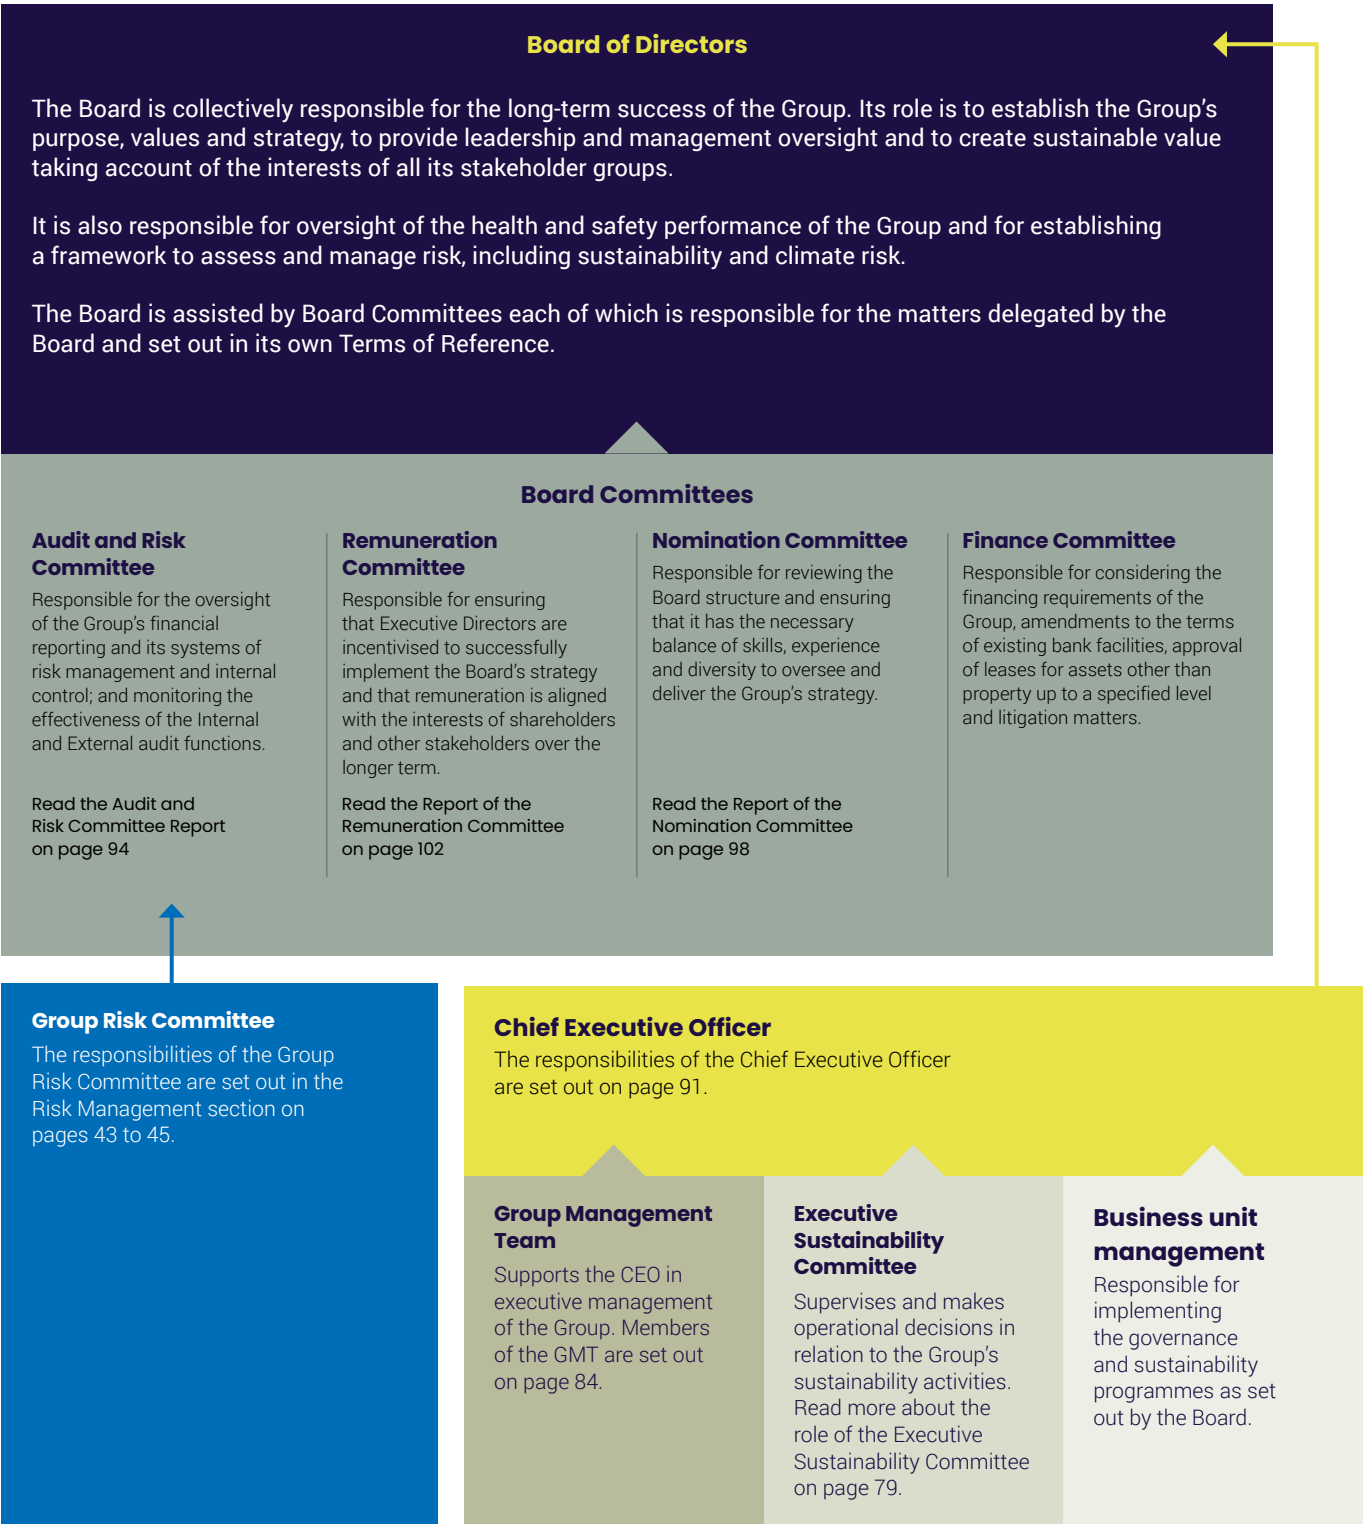 Board of Directors
The Board is collectively responsible for the long-term success of the Group. Its role is to establish the Group's
purpose, values and strategy, to provide leadership and management oversight and to create sustainable value
taking account of the interests of all its stakeholder groups.
It is also responsible for oversight of the health and safety performance of the Group and for establishing
a framework to assess and manage risk, including sustainability and climate risk.
The Board is assisted by Board Committees each of which is responsible for the matters delegated by the
Board and set out in its own Terms of Reference.
Board Committees
Audit and Risk
Committee
Responsible for the oversight
of the Group's financial
reporting and its systems of
risk management and internal
control; and monitoring the
effectiveness of the Internal
and External audit functions.
Read the Audit and
Risk Committee Report
on page 94
Remuneration
Committee
Responsible for ensuring
that Executive Directors are
incentivised to successfully
implement the Board's strategy
and that remuneration is aligned
with the interests of shareholders
and other stakeholders over the
longer term.
Read the Report of the
Remuneration Committee
on page 102
Nomination Committee
Responsible for reviewing the
Board structure and ensuring
that it has the necessary
balance of skills, experience
and diversity to oversee and
deliver the Group's strategy.
Read the Report of the
Nomination Committee
on page 98
Finance Committee
Responsible for considering the
financing requirements of the
Group, amendments to the terms
of existing bank facilities, approval
of leases for assets other than
property up to a specified level
and litigation matters.
Group Risk Committee
The responsibilities of the Group
Risk Committee are set out in the
Risk Management section on
pages 43 to 45.
Chief Executive Officer
The responsibilities of the Chief Executive Officer
are set out on page 91.
Group Management
Team
Supports the CEO in
executive management
of the Group. Members
of the GMT are set out
on page 84.
Executive
Sustainability
Committee
Supervises and makes
operational decisions in
relation to the Group's
sustainability activities.
Read more about the
role of the Executive
Sustainability Committee
on page 79.
Business unit
management
Responsible for
implementing
the governance
and sustainability
programmes as set
out by the Board.